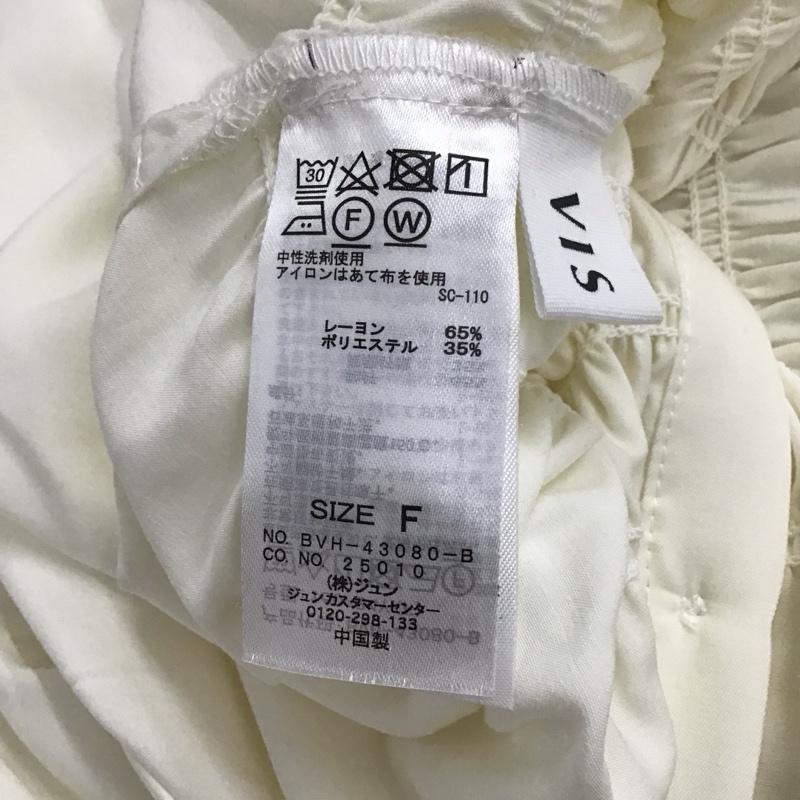 30
F W
中性洗剤使用
アイロンはあて布を使用
SC-110
レーヨン 65%
ポリエステル 35%
SIZE F
NO. BVH-43080-B
CO. NO. 25010
(株)ジュン
ジュンカスタマーセンター
0120-298-133
中国製
VIS